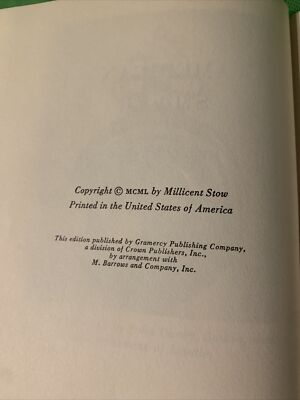 Copyright © MCML by Millicent Stow
Printed in the United States of America
This edition published by Gramercy Publishing Company,
a division of Crown Publishers, Inc.,
by arrangement with
M. Barrows and Company, Inc.